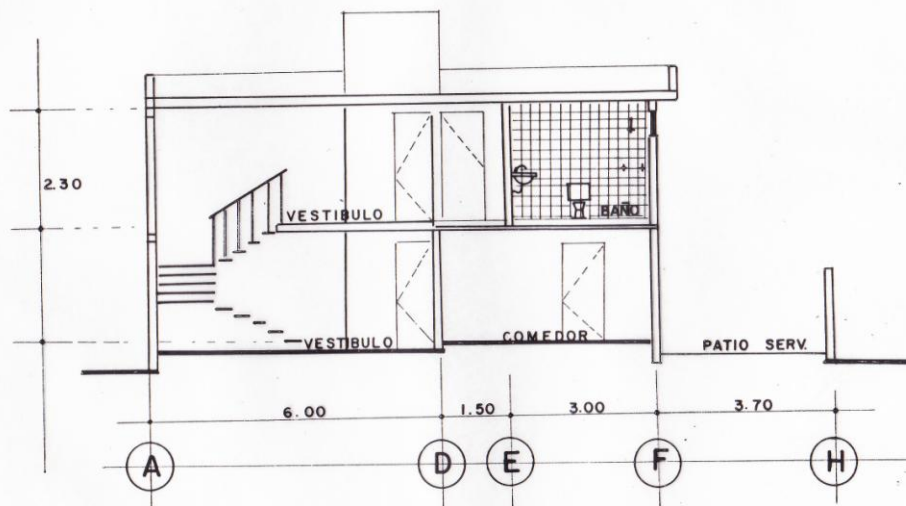 2.30
VESTIBULO
BAÑO
VESTIBULO
COMEDOR
PATIO SERV.
6.00
1.50
3.00
3.70
A
D
E
F
H